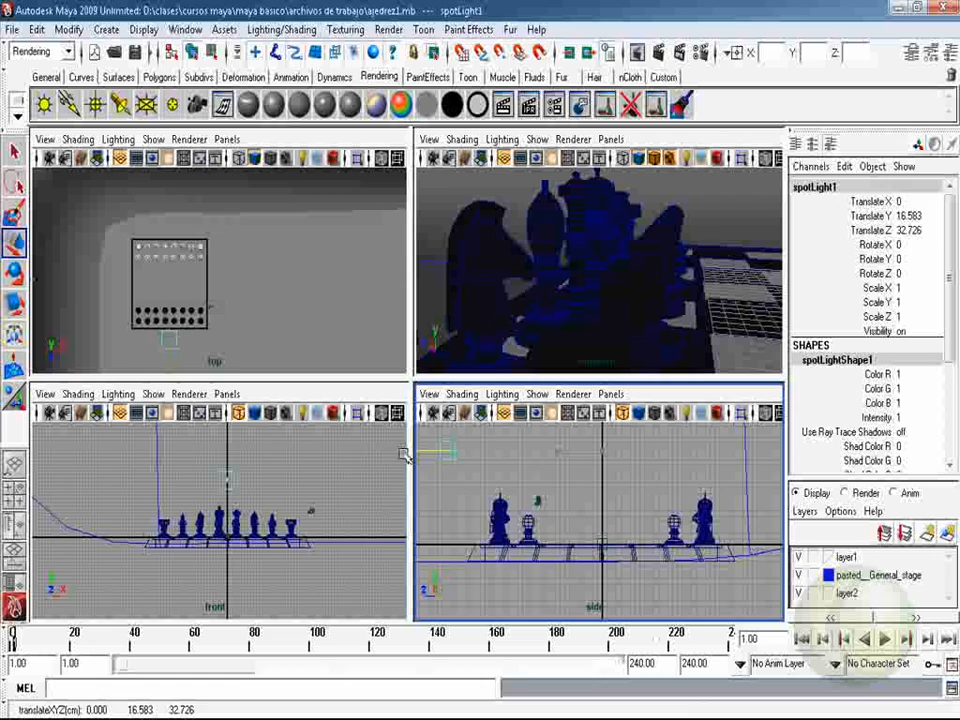 Autodesk Maya 2009 Unlimited: D:\clases\cursos maya\maya basico\archivos de trabajo\ajedrez1.mb --- spotLight1
File Edit Modify Create Display Window Assets Lighting/Shading Texturing Render Toon Paint Effects Fur Help
Rendering X: Y: Z:
General Curves Surfaces Polygons Subdivs Deformation Animation Dynamics Rendering PaintEffects Toon Muscle Fluids Fur Hair nCloth Custom
View Shading Lighting Show Renderer Panels
View Shading Lighting Show Renderer Panels
Channels Edit Object Show
spotLight1
Translate X 0
Translate Y 16.583
Translate Z 32.726
Rotate X 0
Rotate Y 0
Rotate Z 0
Scale X 1
Scale Y 1
Scale Z 1
Visibility on
SHAPES
spotLightShape1
Color R 1
Color G 1
Color B 1
Intensity 1
Use Ray Trace Shadows off
Shad Color R 0
Shad Color G 0
top
View Shading Lighting Show Renderer Panels
View Shading Lighting Show Renderer Panels
front
side
Display Render Anim
Layers Options Help
V layer1
V pasted__General_stage
V layer2
0 20 40 60 80 100 120 140 160 180 200 220 2
1.00
1.00 1.00 240.00 240.00 No Anim Layer No Character Set
MEL
translateXYZ(cm): 0.000 16.583 32.726